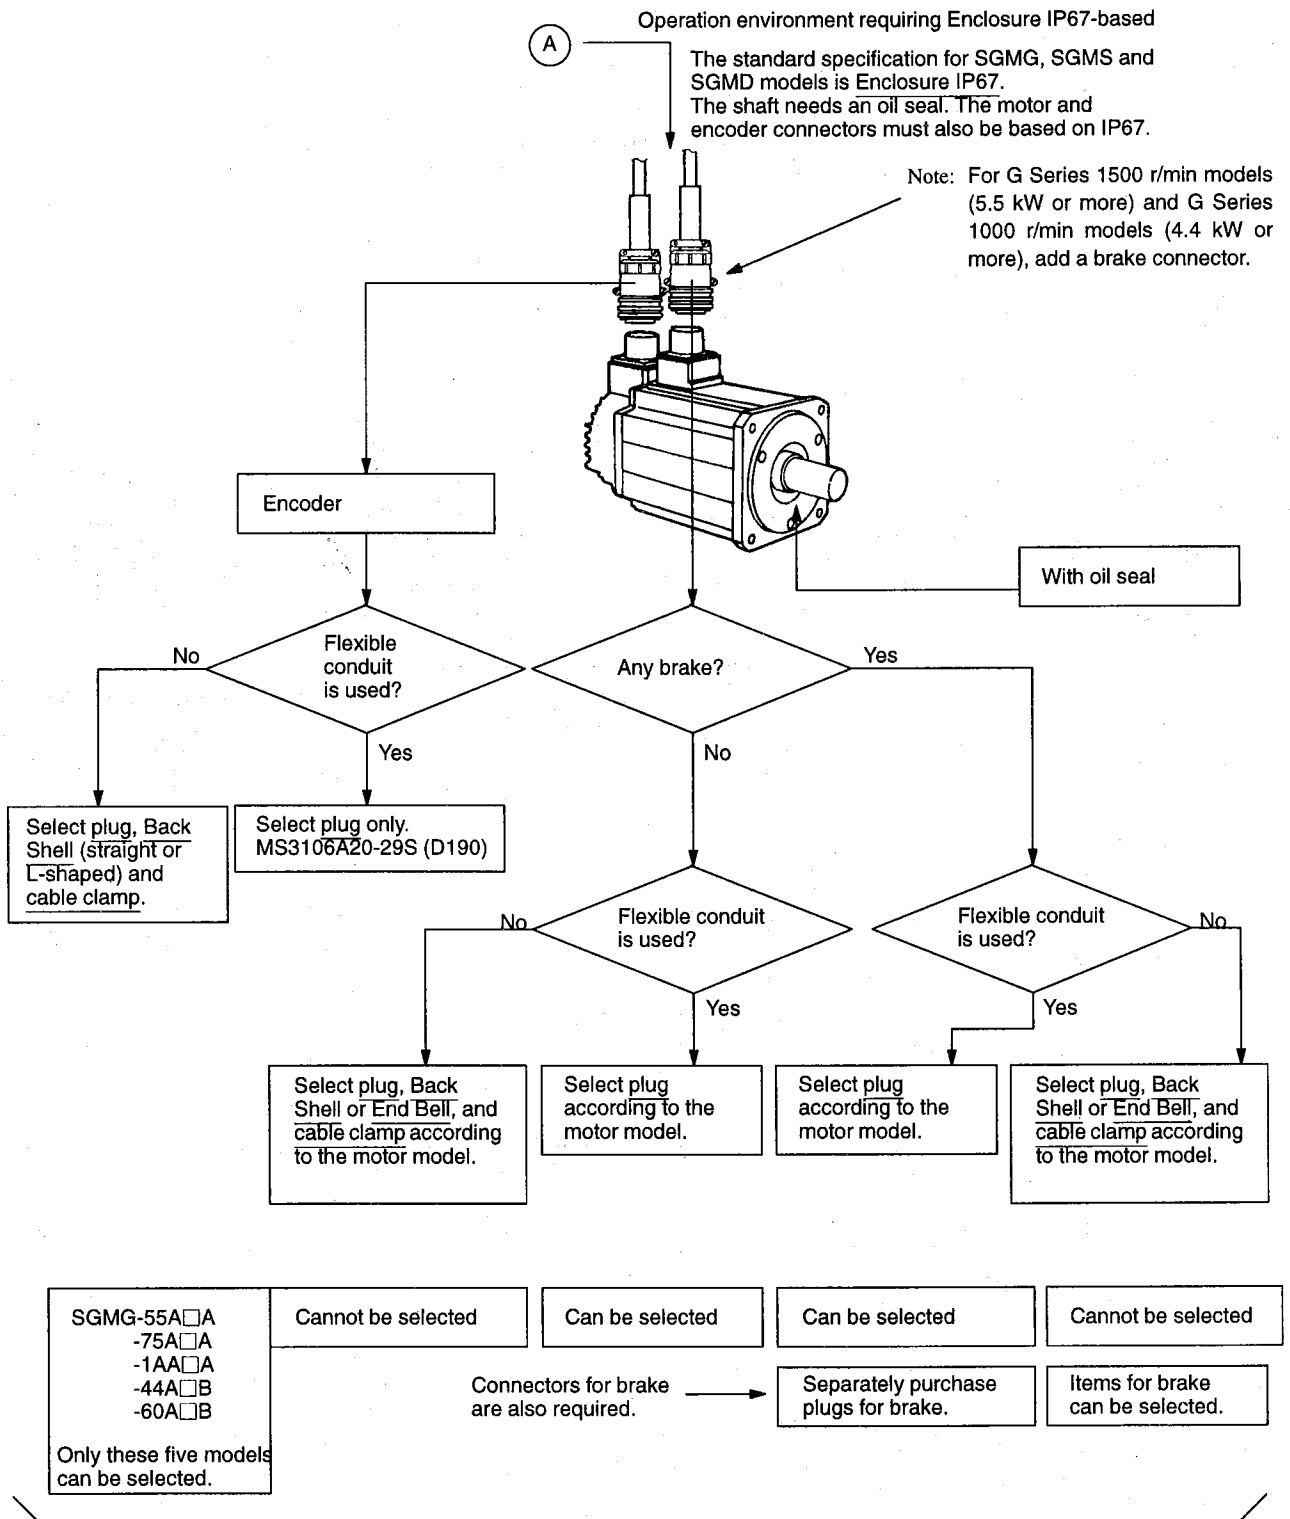 Operation environment requiring Enclosure IP67-based
A
The standard specification for SGMG, SGMS and
SGMD models is Enclosure IP67.
The shaft needs an oil seal. The motor and
encoder connectors must also be based on IP67.
Note: For G Series 1500 r/min models
(5.5 kW or more) and G Series
1000 r/min models (4.4 kW or
more), add a brake connector.
Encoder
With oil seal
Flexible
conduit
is used?
No
Yes
Any brake?
Yes
No
Select plug, Back
Shell (straight or
L-shaped) and
cable clamp.
Select plug only.
MS3106A20-29S (D190)
Flexible conduit
is used?
No
Yes
Flexible conduit
is used?
No
Yes
Select plug, Back
Shell or End Bell, and
cable clamp according
to the motor model.
Select plug
according to the
motor model.
Select plug
according to the
motor model.
Select plug, Back
Shell or End Bell, and
cable clamp according
to the motor model.
SGMG-55A□A
-75A□A
-1AA□A
-44A□B
-60A□B
Only these five models
can be selected.
Cannot be selected
Can be selected
Can be selected
Cannot be selected
Connectors for brake
are also required.
Separately purchase
plugs for brake.
Items for brake
can be selected.